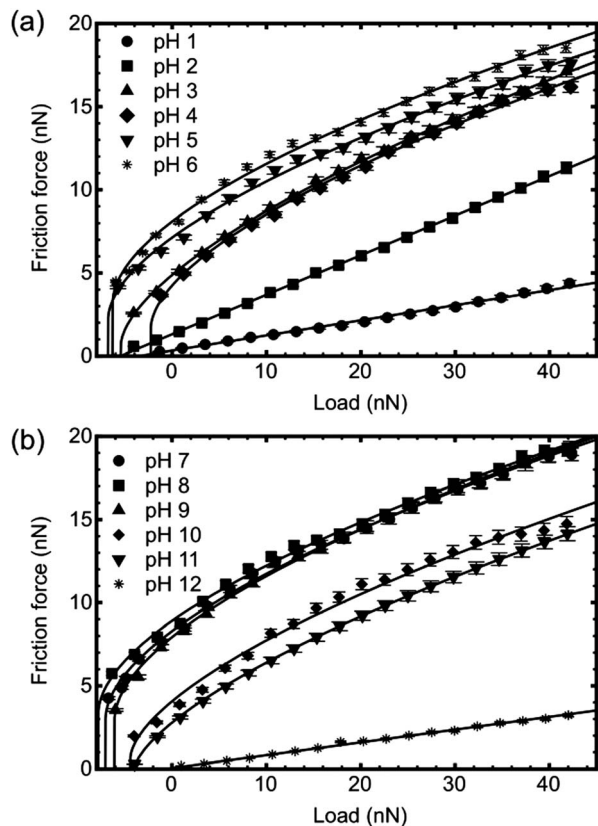 (a)
20
pH 1
pH 2
pH 3
pH 4
pH 5
pH 6
15
10
5
0
Friction force (nN)
0 10 20 30 40
Load (nN)
(b)
20
pH 7
pH 8
pH 9
pH 10
pH 11
pH 12
15
10
5
0
Friction force (nN)
0 10 20 30 40
Load (nN)